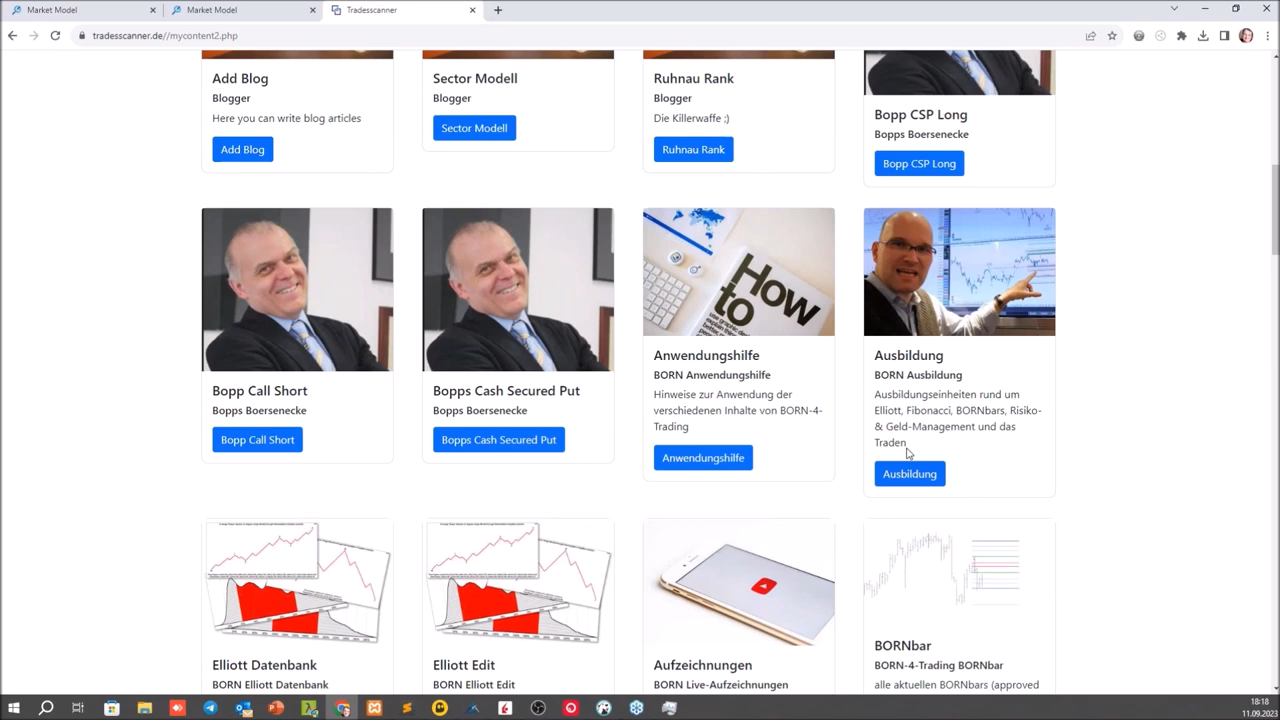 Market Model
Market Model
Tradesscanner
tradesscanner.de//mycontent2.php
Add Blog
Blogger
Here you can write blog articles
Add Blog
Sector Modell
Blogger
Sector Modell
Ruhnau Rank
Blogger
Die Killerwaffe ;)
Ruhnau Rank
Bopp CSP Long
Bopps Boersenecke
Bopp CSP Long
Bopp Call Short
Bopps Boersenecke
Bopp Call Short
Bopps Cash Secured Put
Bopps Boersenecke
Bopps Cash Secured Put
How
to
Anwendungshilfe
BORN Anwendungshilfe
Hinweise zur Anwendung der
verschiedenen Inhalte von BORN-4-
Trading
Anwendungshilfe
Ausbildung
BORN Ausbildung
Ausbildungseinheiten rund um
Elliott, Fibonacci, BORNbars, Risiko-
& Geld-Management und das
Traden
Ausbildung
Elliott Datenbank
BORN Elliott Datenbank
Elliott Edit
BORN Elliott Edit
Aufzeichnungen
BORN Live-Aufzeichnungen
BORNbar
BORN-4-Trading BORNbar
alle aktuellen BORNbars (approved
18:18
11.09.2023